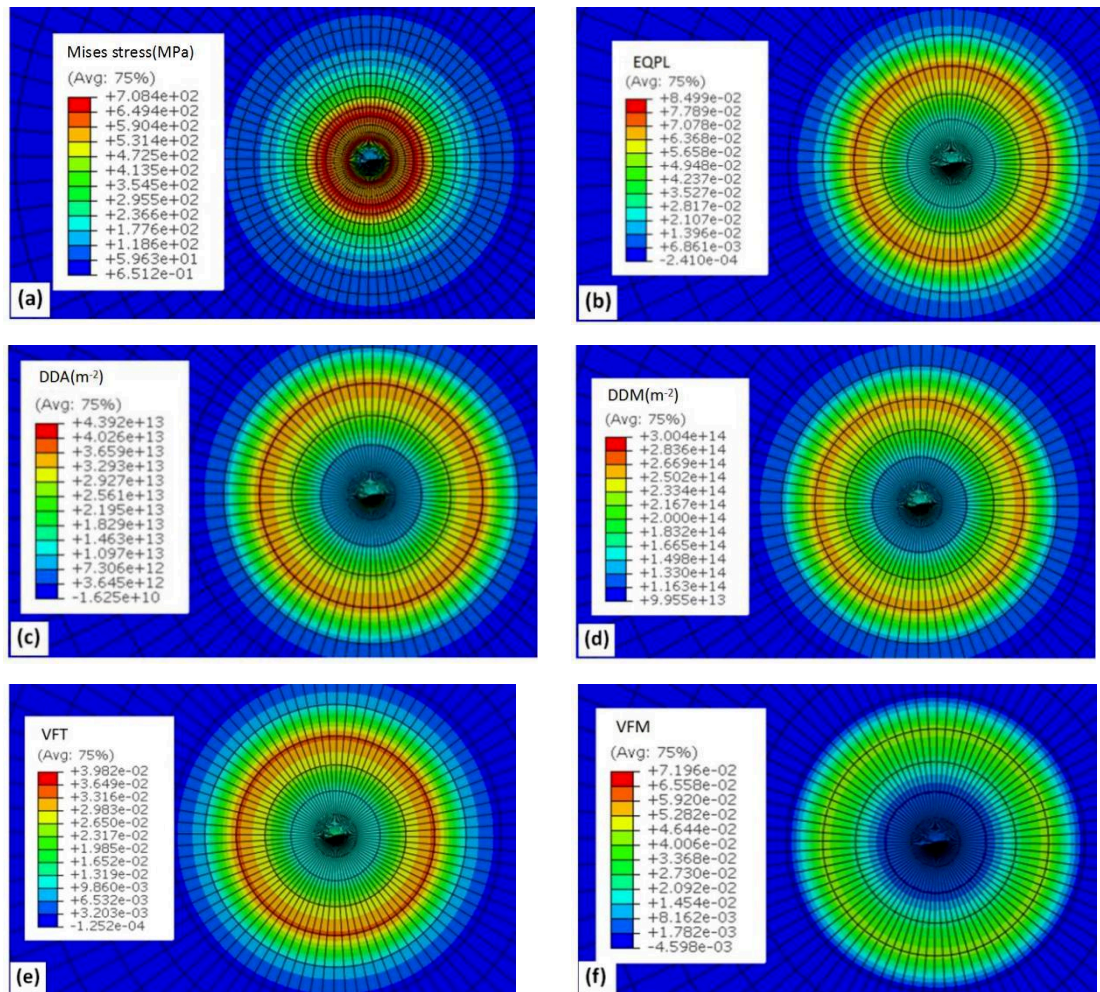 Mises stress(MPa)
(Avg: 75%)
+7.084e+02
+6.494e+02
+5.904e+02
+5.314e+02
+4.725e+02
+4.135e+02
+3.545e+02
+2.955e+02
+2.366e+02
+1.776e+02
+1.186e+02
+5.963e+01
+6.512e-01
(a)
EQPL
(Avg: 75%)
+8.499e-02
+7.789e-02
+7.078e-02
+6.368e-02
+5.658e-02
+4.948e-02
+4.237e-02
+3.527e-02
+2.817e-02
+2.107e-02
+1.396e-02
+6.861e-03
-2.410e-04
(b)
DDA(m⁻²)
(Avg: 75%)
+4.392e+13
+4.026e+13
+3.659e+13
+3.293e+13
+2.927e+13
+2.561e+13
+2.195e+13
+1.829e+13
+1.463e+13
+1.097e+13
+7.306e+12
+3.645e+12
-1.625e+10
(c)
DDM(m⁻²)
(Avg: 75%)
+3.004e+14
+2.836e+14
+2.669e+14
+2.502e+14
+2.334e+14
+2.167e+14
+2.000e+14
+1.832e+14
+1.665e+14
+1.498e+14
+1.330e+14
+1.163e+14
+9.955e+13
(d)
VFT
(Avg: 75%)
+3.982e-02
+3.649e-02
+3.316e-02
+2.983e-02
+2.650e-02
+2.317e-02
+1.985e-02
+1.652e-02
+1.319e-02
+9.860e-03
+6.532e-03
+3.203e-03
-1.252e-04
(e)
VFM
(Avg: 75%)
+7.196e-02
+6.558e-02
+5.920e-02
+5.282e-02
+4.644e-02
+4.006e-02
+3.368e-02
+2.730e-02
+2.092e-02
+1.454e-02
+8.162e-03
+1.782e-03
-4.598e-03
(f)